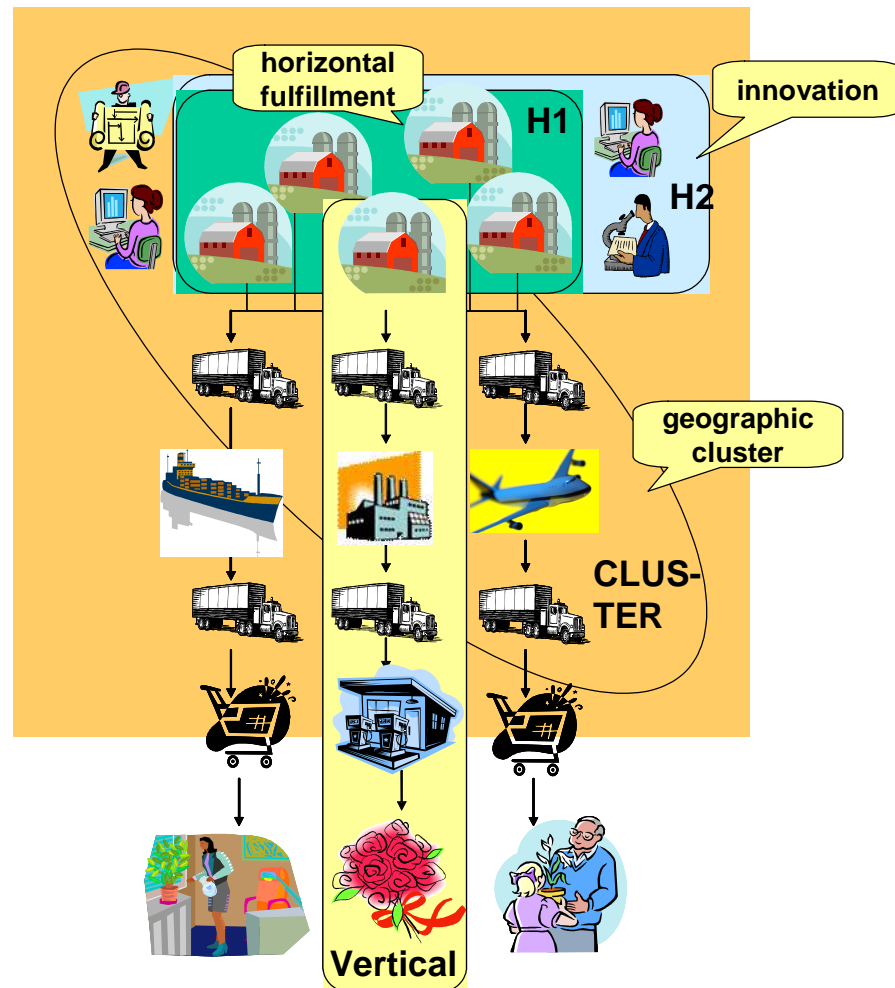 horizontal
fulfillment
innovation
H1
H2
geographic
cluster
CLUS-
TER
Vertical